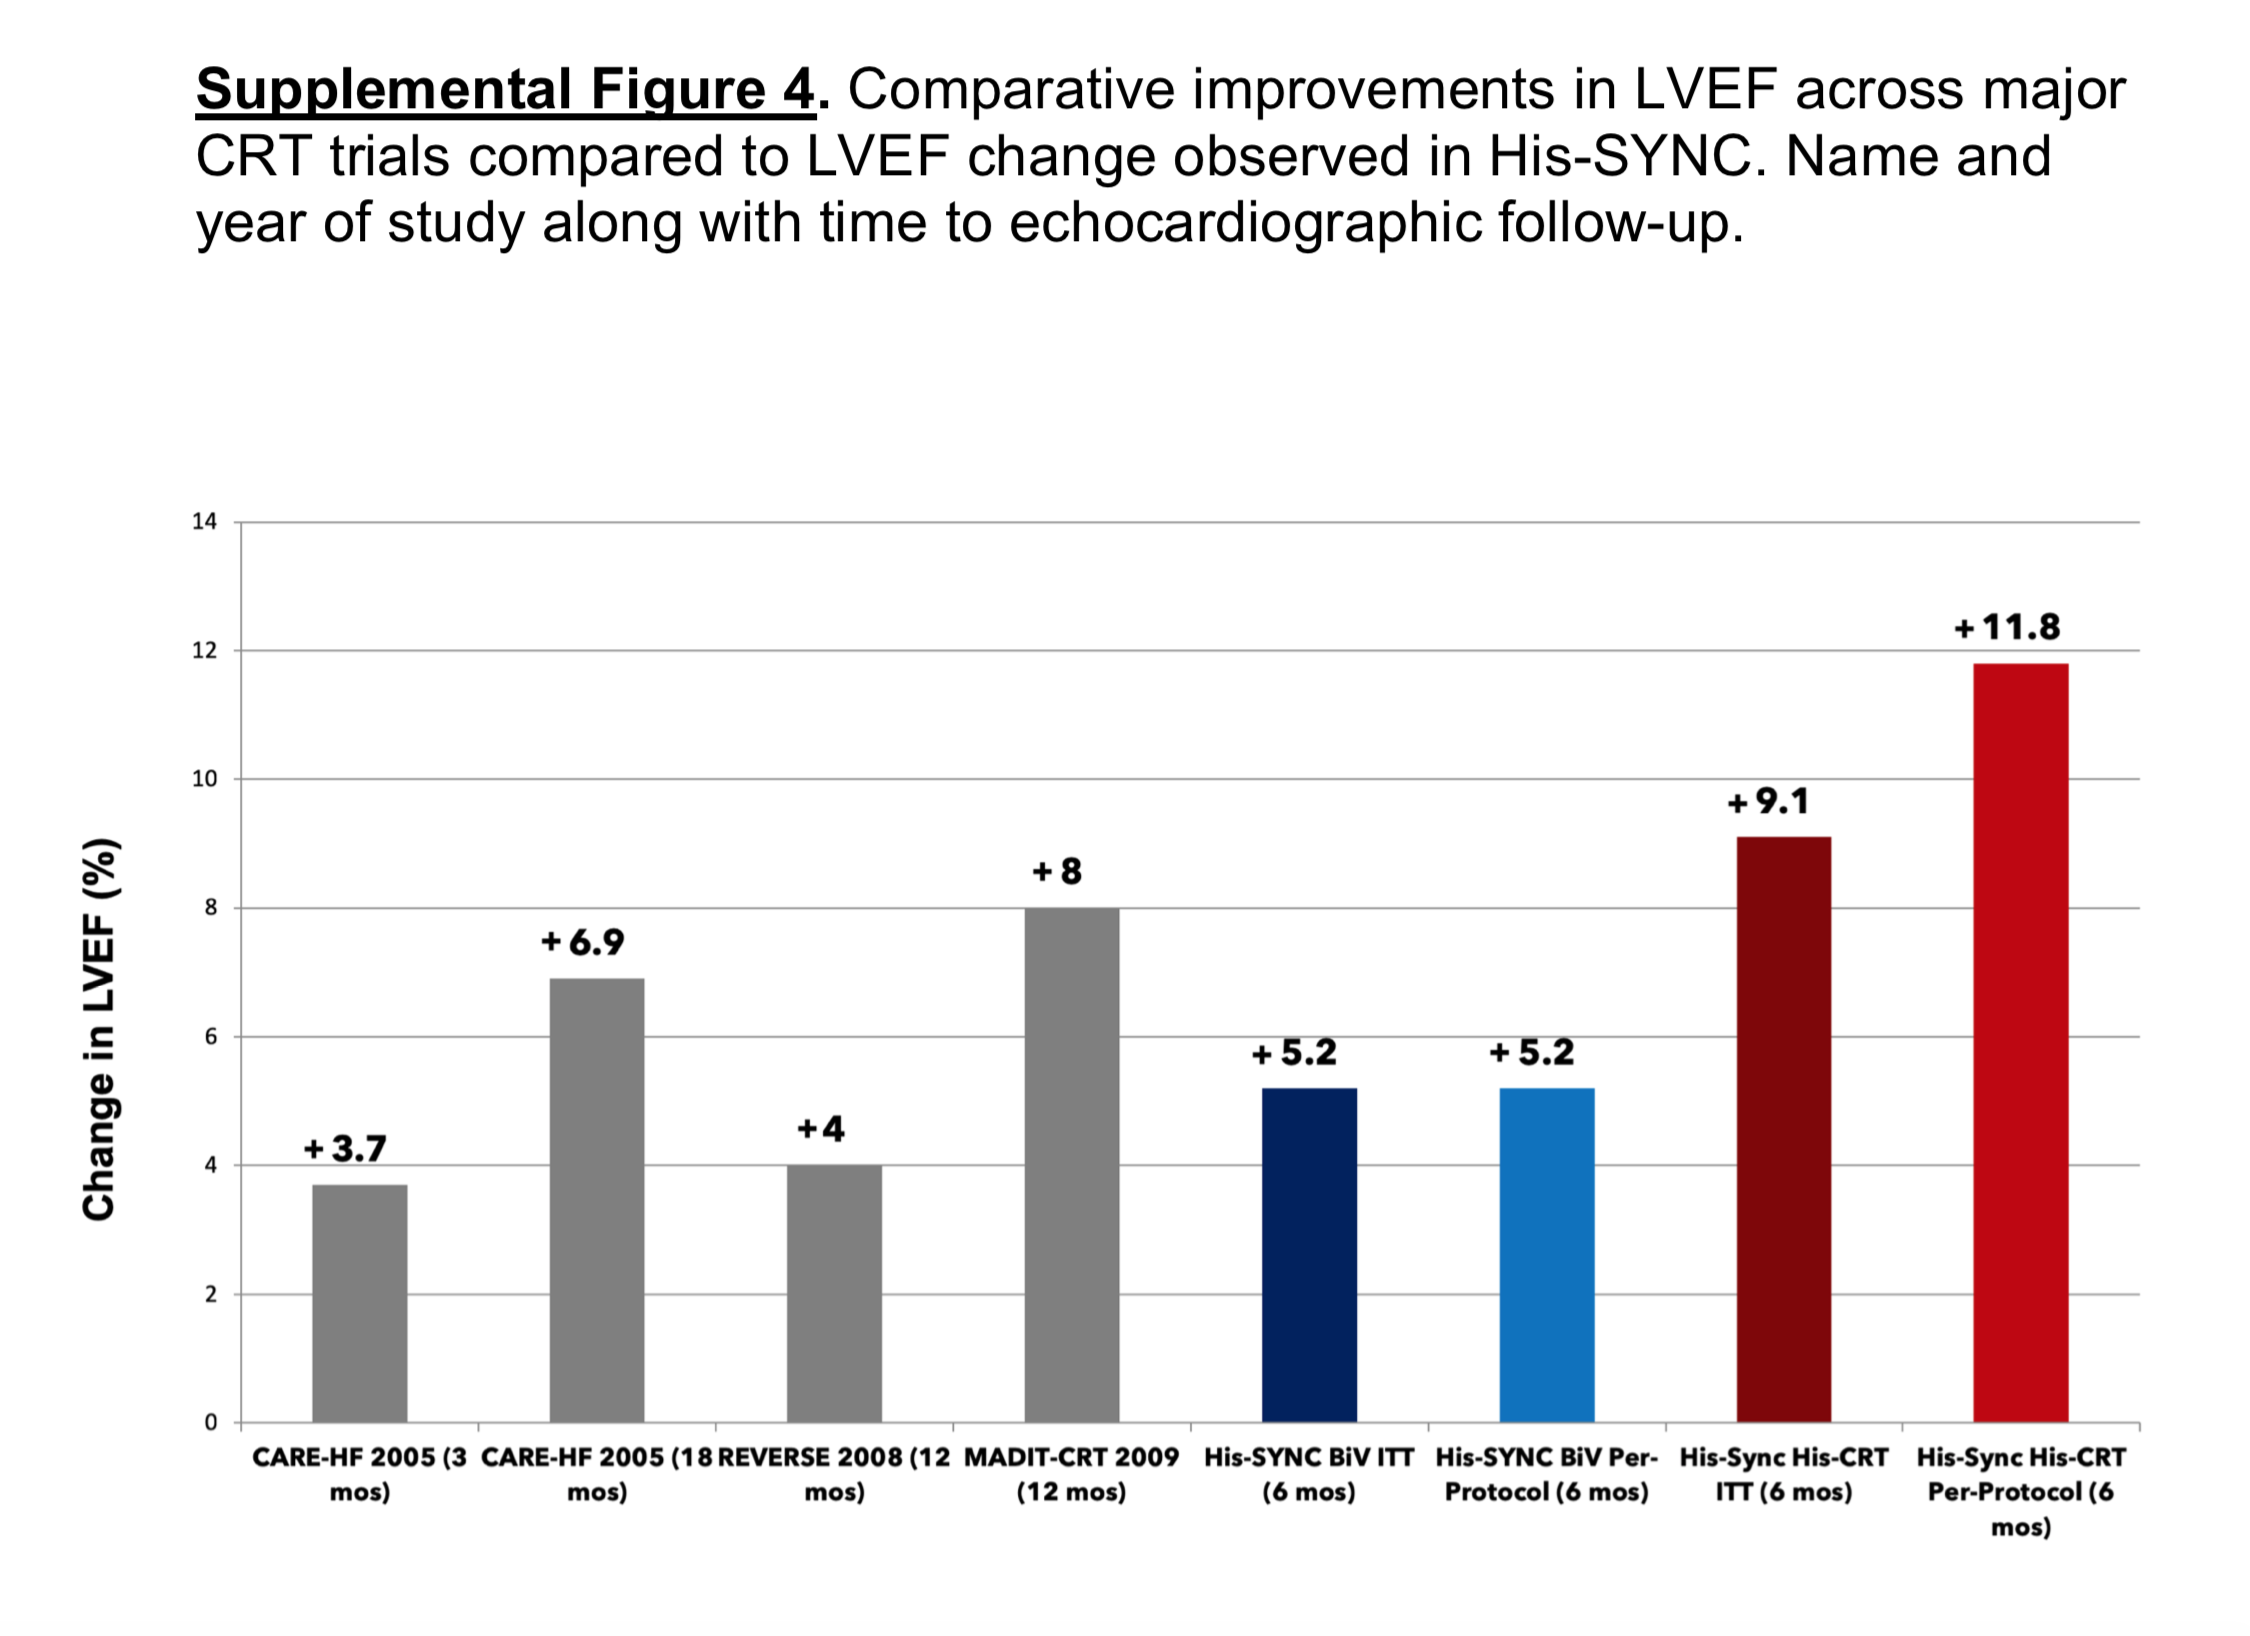 Supplemental Figure 4. Comparative improvements in LVEF across major
CRT trials compared to LVEF change observed in His-SYNC. Name and
year of study along with time to echocardiographic follow-up.
Change in LVEF (%)
14
12
10
8
6
4
2
0
+ 3.7
+ 6.9
+ 4
+ 8
+ 5.2
+ 5.2
+ 9.1
+ 11.8
CARE-HF 2005 (3
mos)
CARE-HF 2005 (18
mos)
REVERSE 2008 (12
mos)
MADIT-CRT 2009
(12 mos)
His-SYNC BiV ITT
(6 mos)
His-SYNC BiV Per-
Protocol (6 mos)
His-Sync His-CRT
ITT (6 mos)
His-Sync His-CRT
Per-Protocol (6
mos)